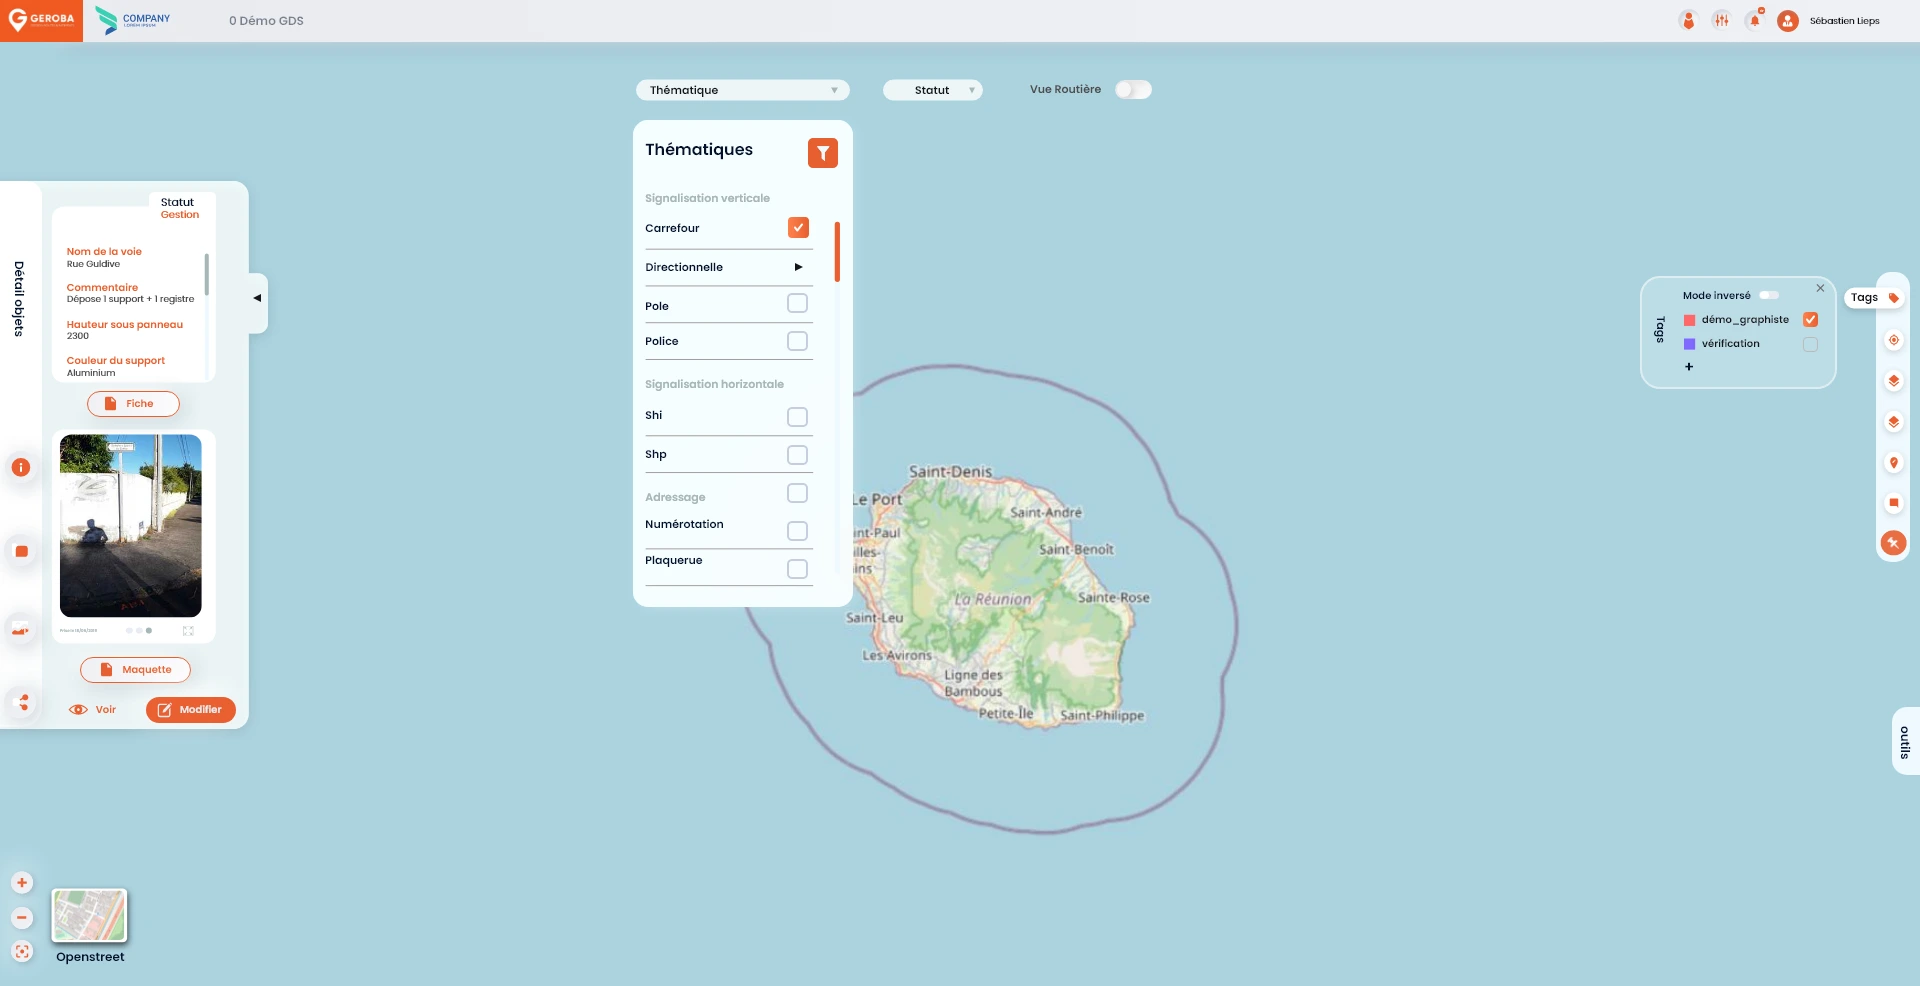 GEROBA
COMPANY
LOREM IPSUM
0 Démo GDS
Sébastien Lieps
Thématique
Statut
Vue Routière
Thématiques
Signalisation verticale
Carrefour
Directionnelle
Pole
Police
Signalisation horizontale
Shi
Shp
Adressage
Numérotation
Plaquerue
Détail objets
Statut
Gestion
Nom de la voie
Rue Guldive
Commentaire
Dépose 1 support + 1 registre
Hauteur sous panneau
2300
Couleur du support
Aluminium
Fiche
Maquette
Voir
Modifier
Tags
Mode inversé
démo_graphiste
vérification
+
Tags
outils
Saint-Denis
Le Port
Saint-André
int-Paul
Saint-Benoît
illes-
ins
La Réunion
Sainte-Rose
Saint-Leu
Les Avirons
Ligne des
Bambous
Petite-Île
Saint-Philippe
Openstreet